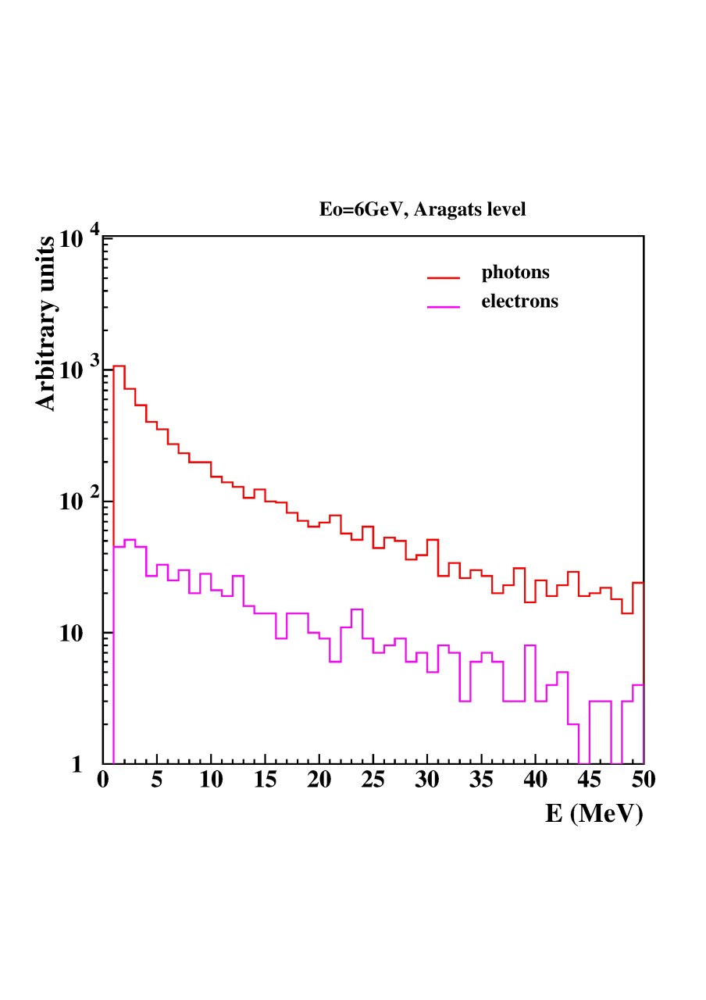 Eo=6GeV, Aragats level
Arbitrary units
photons
electrons
10 4
10 3
10 2
10
1
0 5 10 15 20 25 30 35 40 45 50
E (MeV)